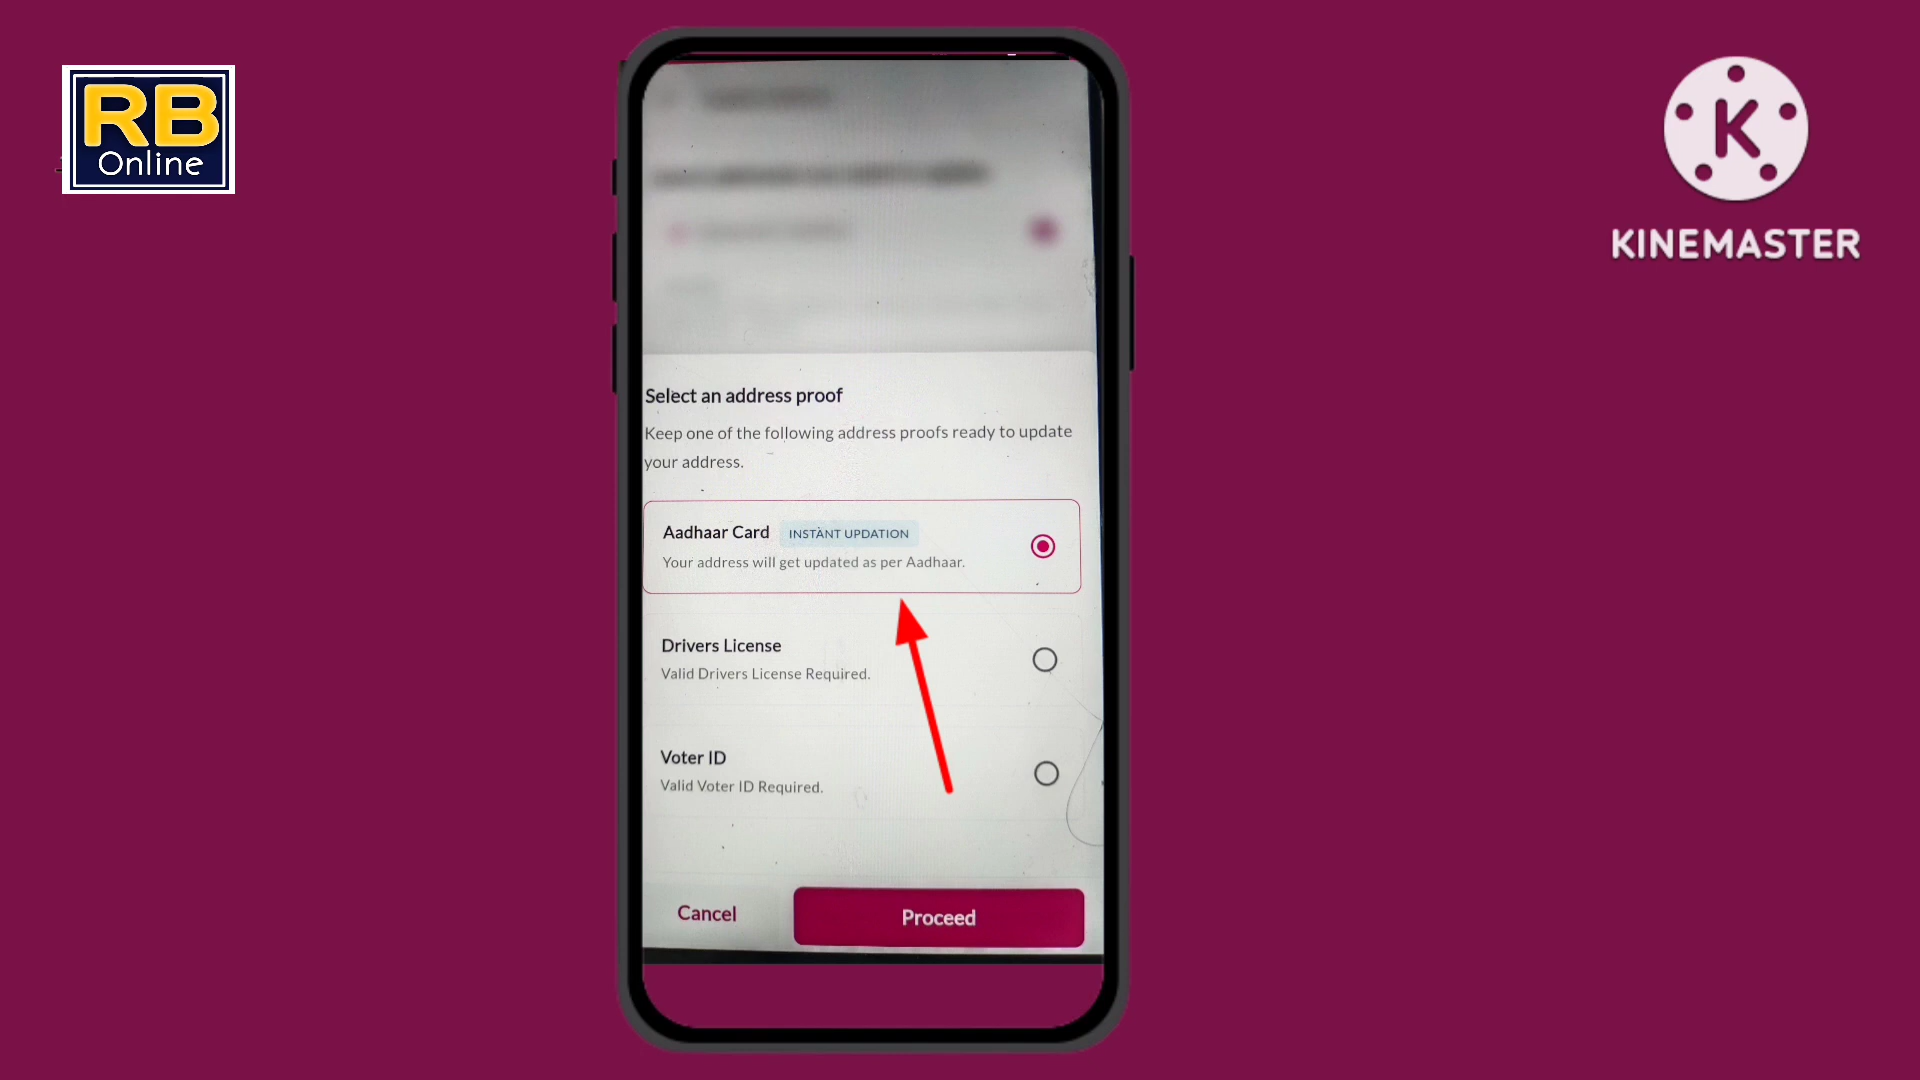 RB
Online
K
KINEMASTER
Select an address proof
Keep one of the following address proofs ready to update
your address.
Aadhaar Card INSTANT UPDATION
Your address will get updated as per Aadhaar.
Drivers License
Valid Drivers License Required.
Voter ID
Valid Voter ID Required.
Cancel Proceed